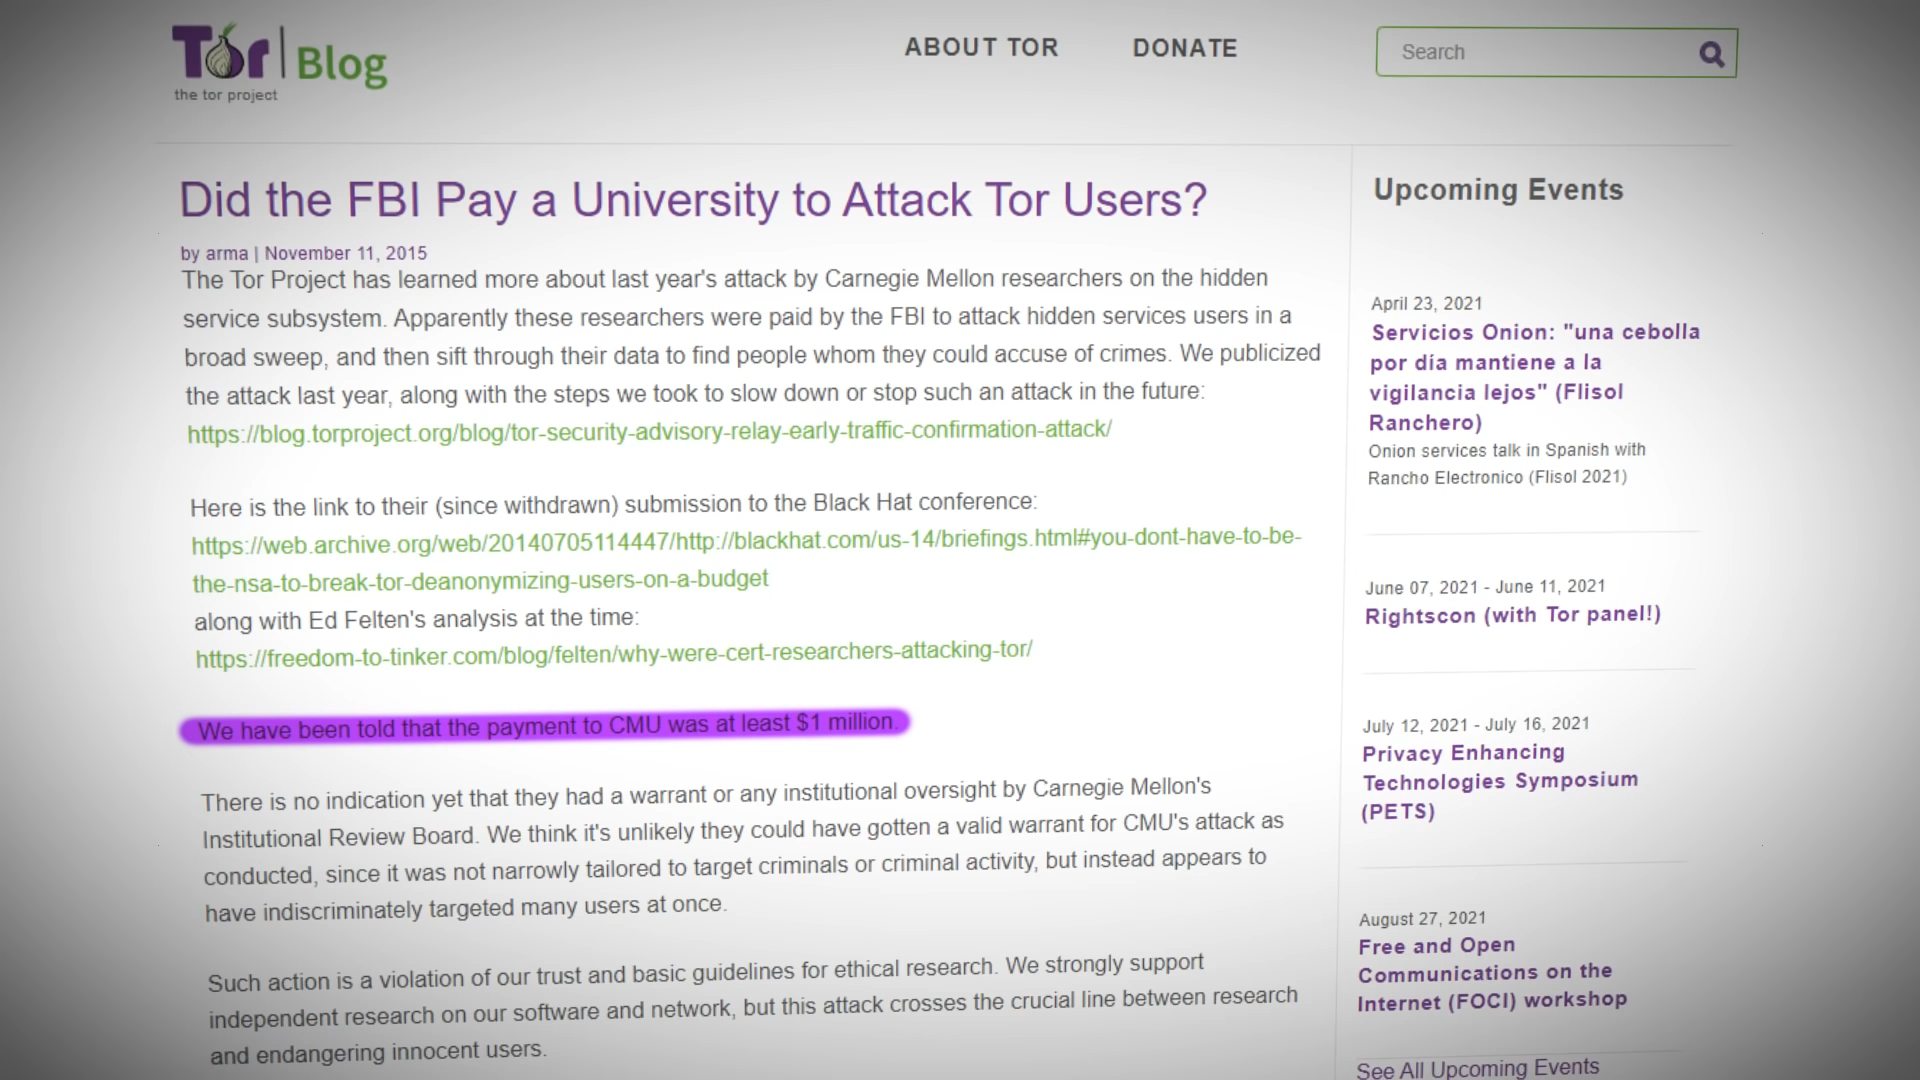 Tor | Blog
the tor project
ABOUT TOR
DONATE
Search
Did the FBI Pay a University to Attack Tor Users?
by arma | November 11, 2015
The Tor Project has learned more about last year's attack by Carnegie Mellon researchers on the hidden
service subsystem. Apparently these researchers were paid by the FBI to attack hidden services users in a
broad sweep, and then sift through their data to find people whom they could accuse of crimes. We publicized
the attack last year, along with the steps we took to slow down or stop such an attack in the future:
https://blog.torproject.org/blog/tor-security-advisory-relay-early-traffic-confirmation-attack/
Here is the link to their (since withdrawn) submission to the Black Hat conference:
https://web.archive.org/web/20140705114447/http://blackhat.com/us-14/briefings.html#you-dont-have-to-be-
the-nsa-to-break-tor-deanonymizing-users-on-a-budget
along with Ed Felten's analysis at the time:
https://freedom-to-tinker.com/blog/felten/why-were-cert-researchers-attacking-tor/
We have been told that the payment to CMU was at least $1 million.
There is no indication yet that they had a warrant or any institutional oversight by Carnegie Mellon's
Institutional Review Board. We think it's unlikely they could have gotten a valid warrant for CMU's attack as
conducted, since it was not narrowly tailored to target criminals or criminal activity, but instead appears to
have indiscriminately targeted many users at once.
Such action is a violation of our trust and basic guidelines for ethical research. We strongly support
independent research on our software and network, but this attack crosses the crucial line between research
and endangering innocent users.
Upcoming Events
April 23, 2021
Servicios Onion: "una cebolla
por día mantiene a la
vigilancia lejos" (Flisol
Ranchero)
Onion services talk in Spanish with
Rancho Electronico (Flisol 2021)
June 07, 2021 - June 11, 2021
Rightscon (with Tor panel!)
July 12, 2021 - July 16, 2021
Privacy Enhancing
Technologies Symposium
(PETS)
August 27, 2021
Free and Open
Communications on the
Internet (FOCI) workshop
See All Upcoming Events